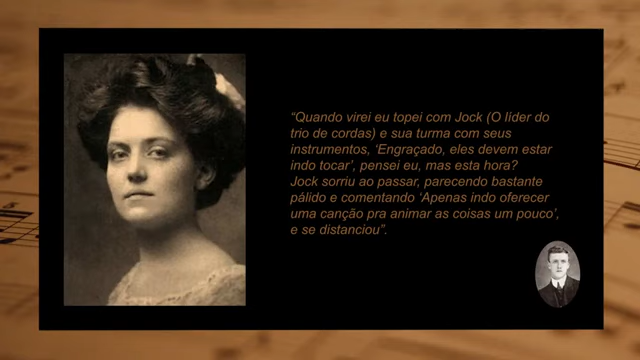 “Quando virei eu topei com Jock (O líder do
trio de cordas) e sua turma com seus
instrumentos, ‘Engraçado, eles devem estar
indo tocar’, pensei eu, mas esta hora?
Jock sorriu ao passar, parecendo bastante
pálido e comentando ‘Apenas indo oferecer
uma canção pra animar as coisas um pouco’,
e se distanciou”.